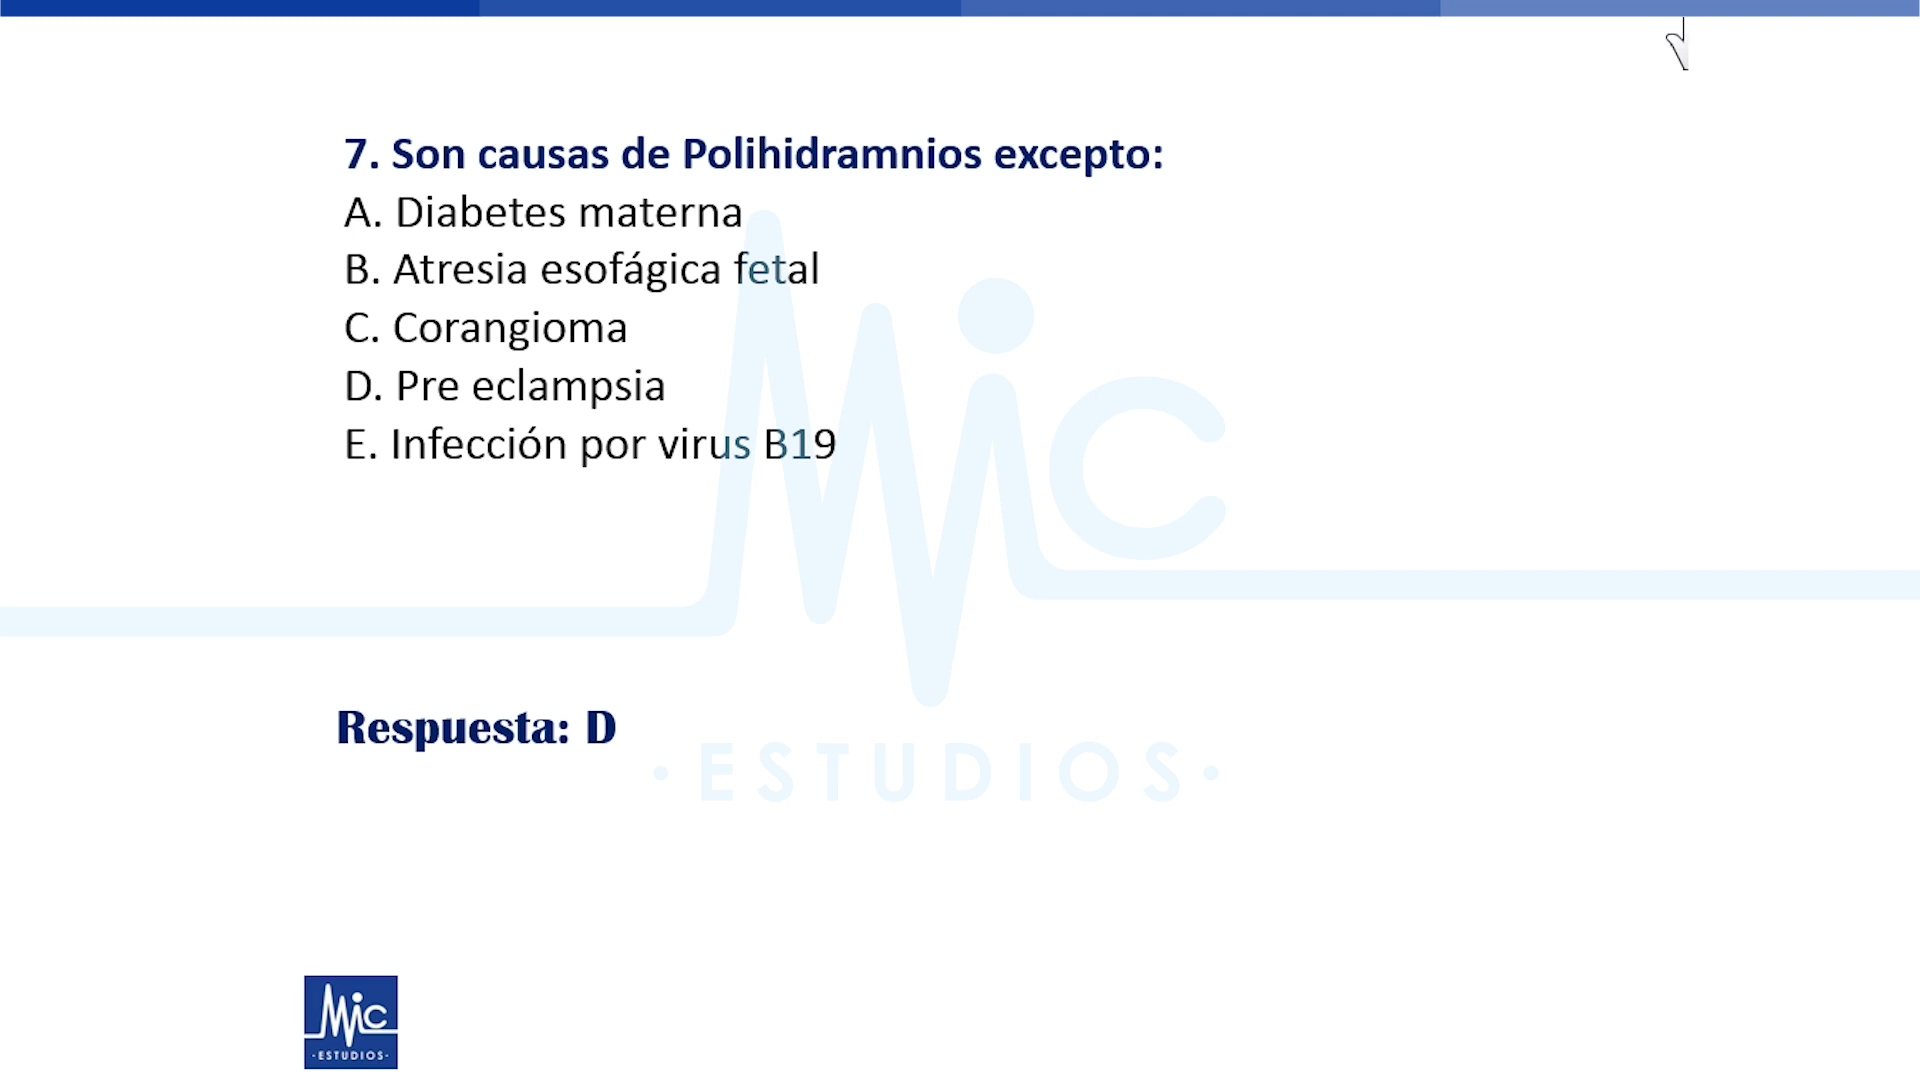 7. Son causas de Polihidramnios excepto:
A. Diabetes materna
B. Atresia esofágica fetal
C. Corangioma
D. Pre eclampsia
E. Infección por virus B19
Mic
·ESTUDIOS·
Respuesta: D
Mic
·ESTUDIOS·